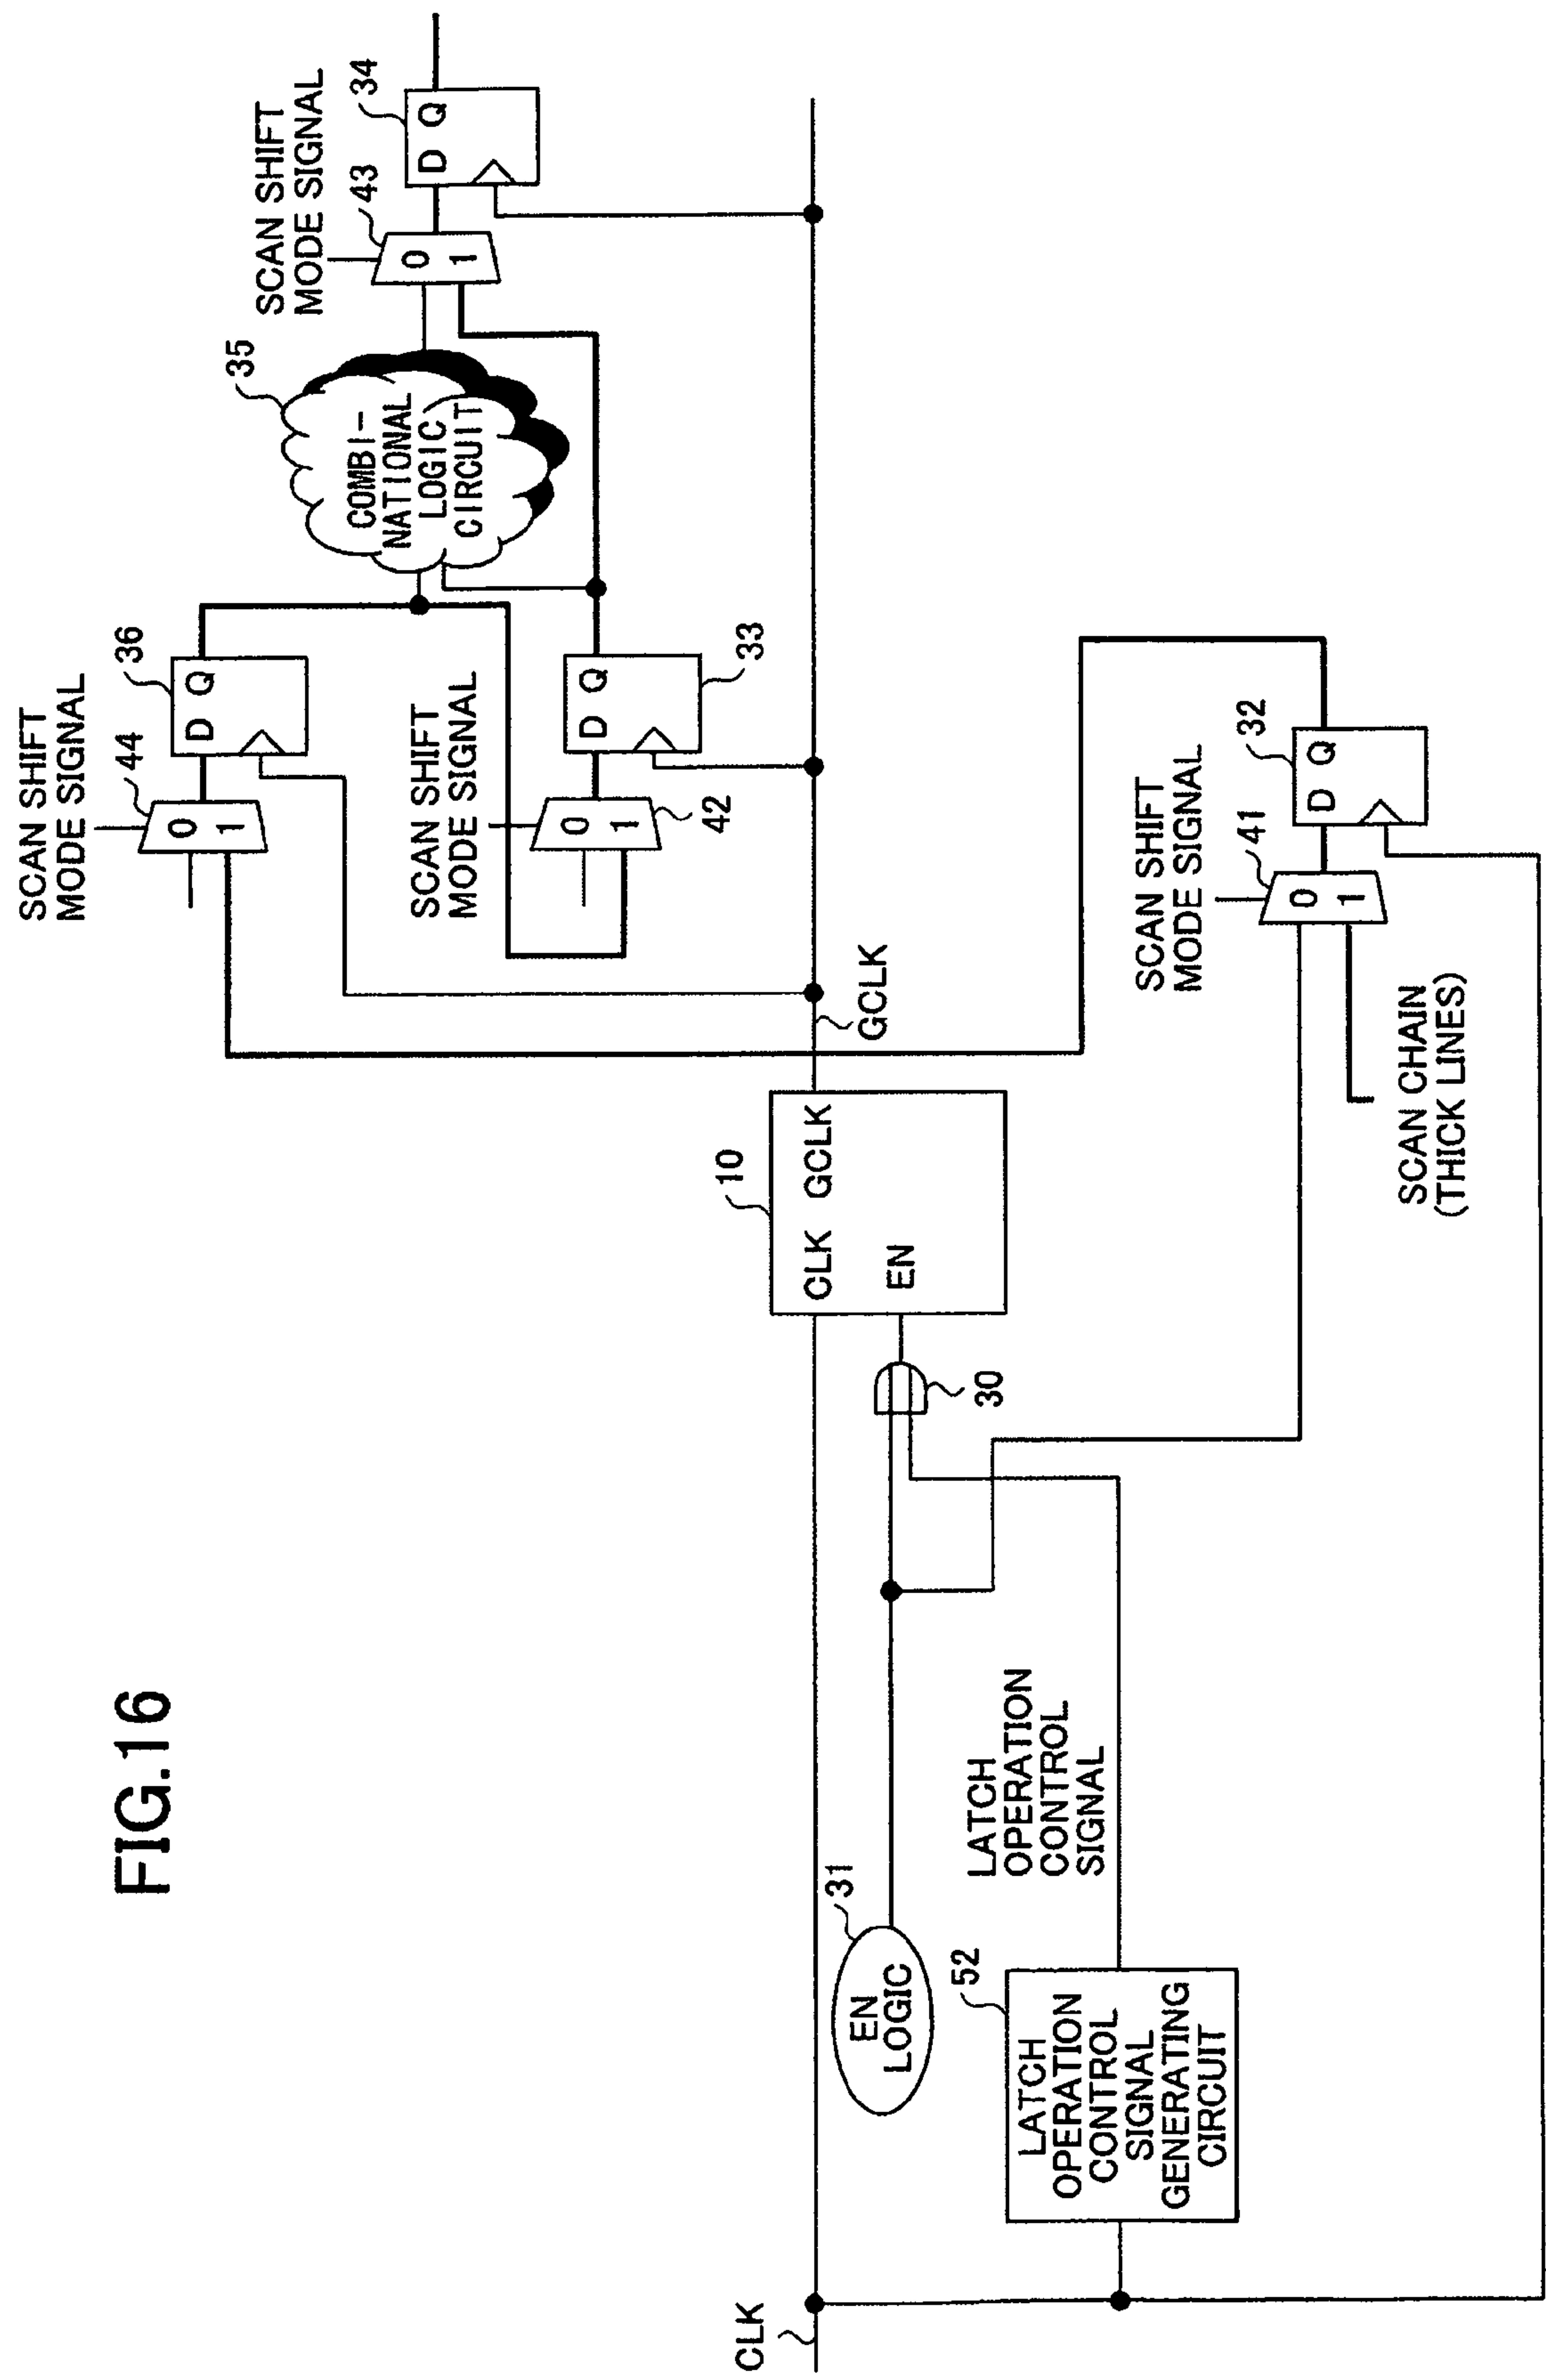 FIG.16
SCAN SHIFT
MODE SIGNAL
44
0
1
36
D Q
SCAN SHIFT
MODE SIGNAL
42
0
1
33
D Q
35
COMBI-
NATIONAL
LOGIC
CIRCUIT
SCAN SHIFT
MODE SIGNAL
43
0
1
34
D Q
CLK
31
EN
LOGIC
30
10
CLK GCLK
EN
GCLK
52
LATCH
OPERATION
CONTROL
SIGNAL
GENERATING
CIRCUIT
LATCH
OPERATION
CONTROL
SIGNAL
SCAN SHIFT
MODE SIGNAL
41
0
1
32
D Q
SCAN CHAIN
(THICK LINES)